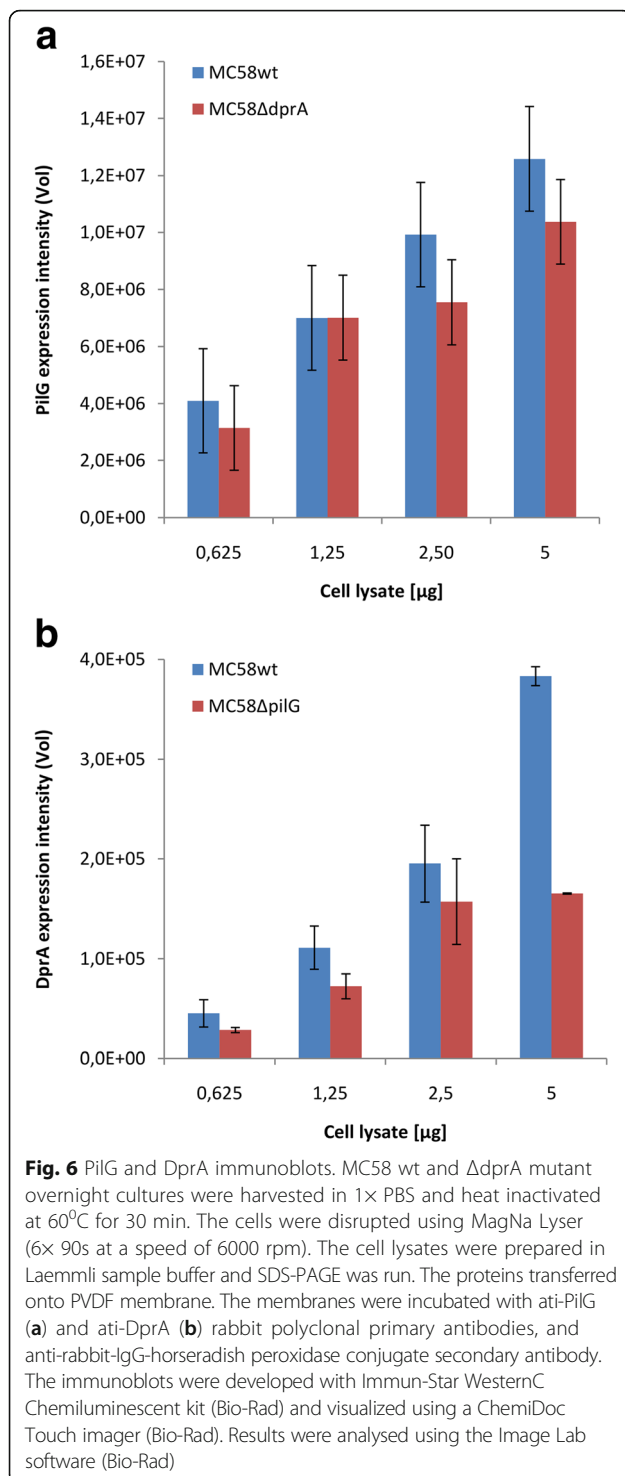 a
1,6E+07
1,4E+07
1,2E+07
1,0E+07
8,0E+06
6,0E+06
4,0E+06
2,0E+06
0,0E+00
PilG expression intensity (Vol)
MC58wt
MC58ΔdprA
0,625 1,25 2,50 5
Cell lysate [µg]
b
4,0E+05
3,0E+05
2,0E+05
1,0E+05
0,0E+00
DprA expression intensity (Vol)
MC58wt
MC58ΔpilG
0,625 1,25 2,5 5
Cell lysate [µg]
Fig. 6 PilG and DprA immunoblots. MC58 wt and ΔdprA mutant
overnight cultures were harvested in 1× PBS and heat inactivated
at 60⁰C for 30 min. The cells were disrupted using MagNa Lyser
(6× 90s at a speed of 6000 rpm). The cell lysates were prepared in
Laemmli sample buffer and SDS-PAGE was run. The proteins transferred
onto PVDF membrane. The membranes were incubated with ati-PilG
(a) and ati-DprA (b) rabbit polyclonal primary antibodies, and
anti-rabbit-IgG-horseradish peroxidase conjugate secondary antibody.
The immunoblots were developed with Immun-Star WesternC
Chemiluminescent kit (Bio-Rad) and visualized using a ChemiDoc
Touch imager (Bio-Rad). Results were analysed using the Image Lab
software (Bio-Rad)